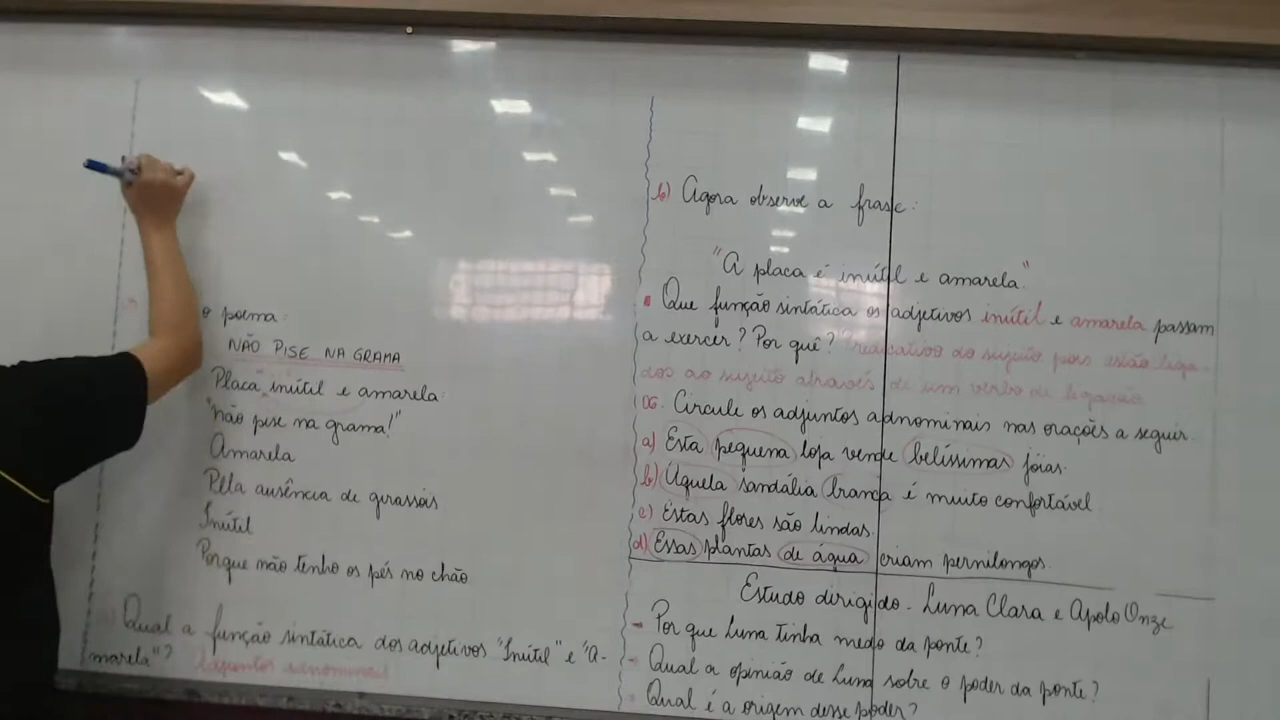 o poema:
NÃO PISE NA GRAMA
Placa inútil e amarela:
"não pise na grama!"
Amarela
Pela ausência de girassóis
Inútil
Porque não tenho os pés no chão
Qual a função sintática dos adjetivos "Inútil" e "A-
marela"? Adjuntos adnominais
b) Agora observe a frase:
"A placa é inútil e amarela."
Que função sintática os adjetivos inútil e amarela passam
a exercer? Por quê? Predicativo do sujeito pois estão liga-
dos ao sujeito através de um verbo de ligação
06. Circule os adjuntos adnominais nas orações a seguir.
a) Esta pequena loja vende belíssimas jóias.
b) Aquela sandália branca é muito confortável
c) Estas flores são lindas.
d) Essas plantas de água criam pernilongos.
Estudo dirigido - Luna Clara e Apolo Onze
- Por que Luna tinha medo da ponte?
- Qual a opinião de Luna sobre o poder da ponte?
- Qual é a origem desse poder?